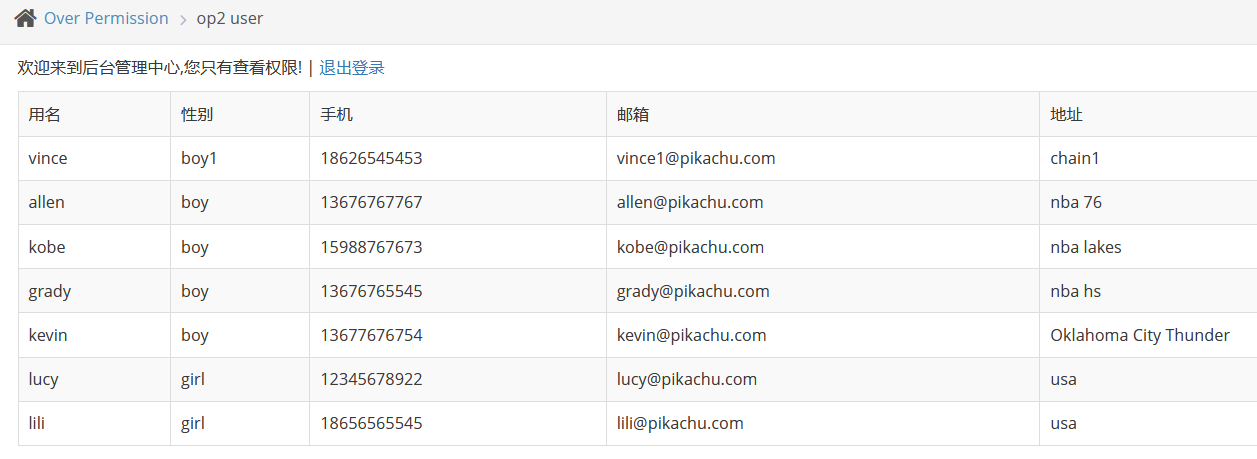 Over Permission > op2 user
欢迎来到后台管理中心,您只有查看权限! | 退出登录
用名 性别 手机 邮箱 地址
vince boy1 18626545453 vince1@pikachu.com chain1
allen boy 13676767767 allen@pikachu.com nba 76
kobe boy 15988767673 kobe@pikachu.com nba lakes
grady boy 13676765545 grady@pikachu.com nba hs
kevin boy 13677676754 kevin@pikachu.com Oklahoma City Thunder
lucy girl 12345678922 lucy@pikachu.com usa
lili girl 18656565545 lili@pikachu.com usa